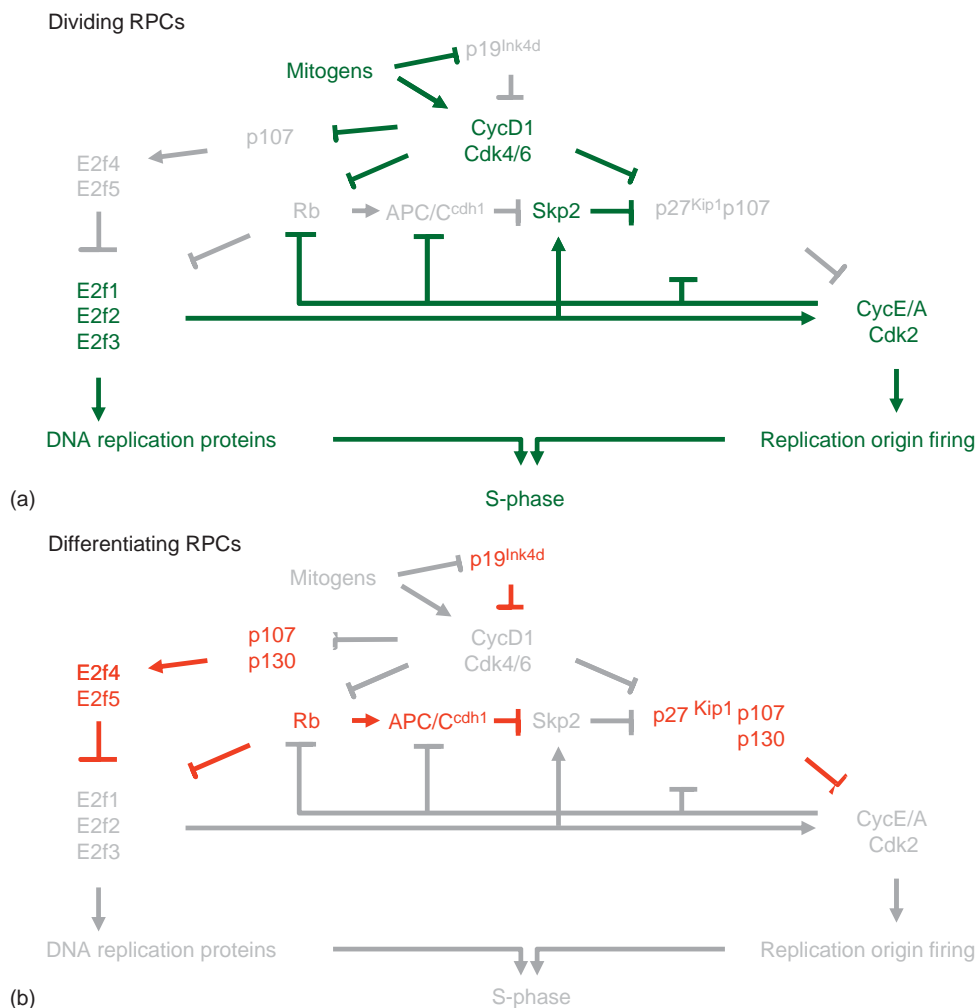 Dividing RPCs
p19Ink4d
Mitogens
CycD1
Cdk4/6
p107
E2f4
E2f5
Rb
APC/Ccdh1
Skp2
p27Kip1p107
E2f1
E2f2
E2f3
CycE/A
Cdk2
DNA replication proteins
Replication origin firing
S-phase
(a)
Differentiating RPCs
p19Ink4d
Mitogens
CycD1
Cdk4/6
p107
p130
E2f4
E2f5
Rb
APC/Ccdh1
Skp2
p27 Kip1 p107
p130
E2f1
E2f2
E2f3
CycE/A
Cdk2
DNA replication proteins
Replication origin firing
S-phase
(b)